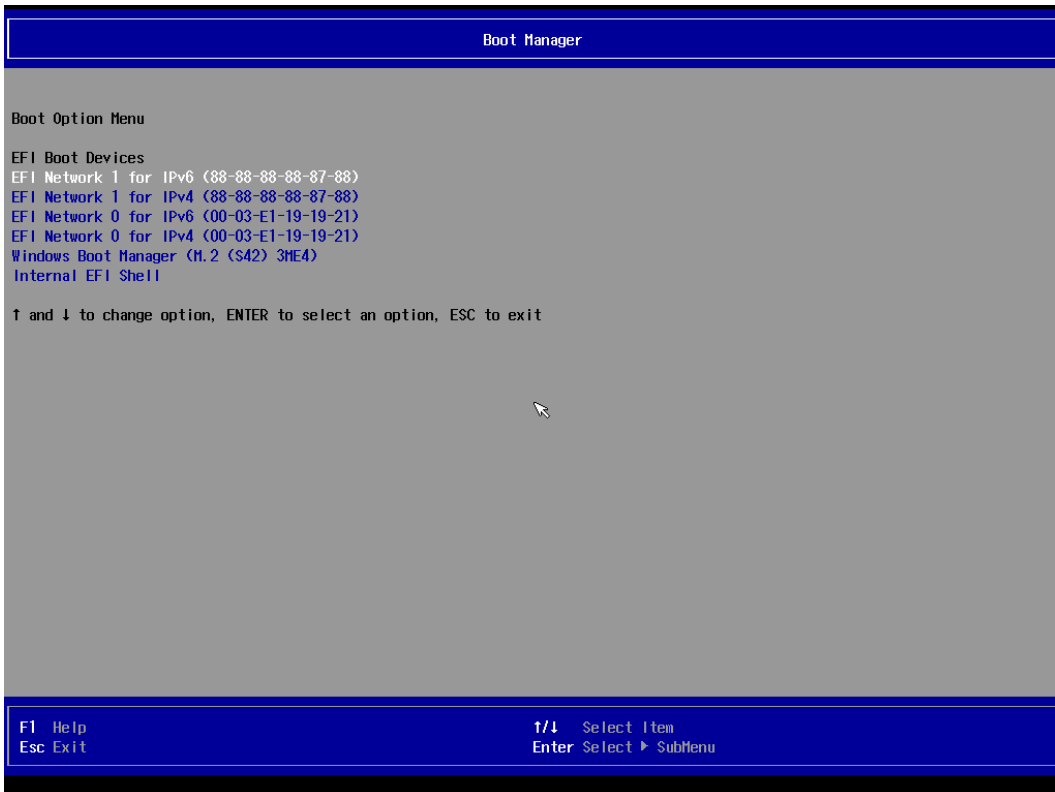 Boot Manager
Boot Option Menu
EFI Boot Devices
EFI Network 1 for IPv6 (88-88-88-88-87-88)
EFI Network 1 for IPv4 (88-88-88-88-87-88)
EFI Network 0 for IPv6 (00-03-E1-19-19-21)
EFI Network 0 for IPv4 (00-03-E1-19-19-21)
Windows Boot Manager (M.2 (S42) 3ME4)
Internal EFI Shell
↑ and ↓ to change option, ENTER to select an option, ESC to exit
F1 Help
Esc Exit
↑/↓ Select Item
Enter Select ▶ SubMenu